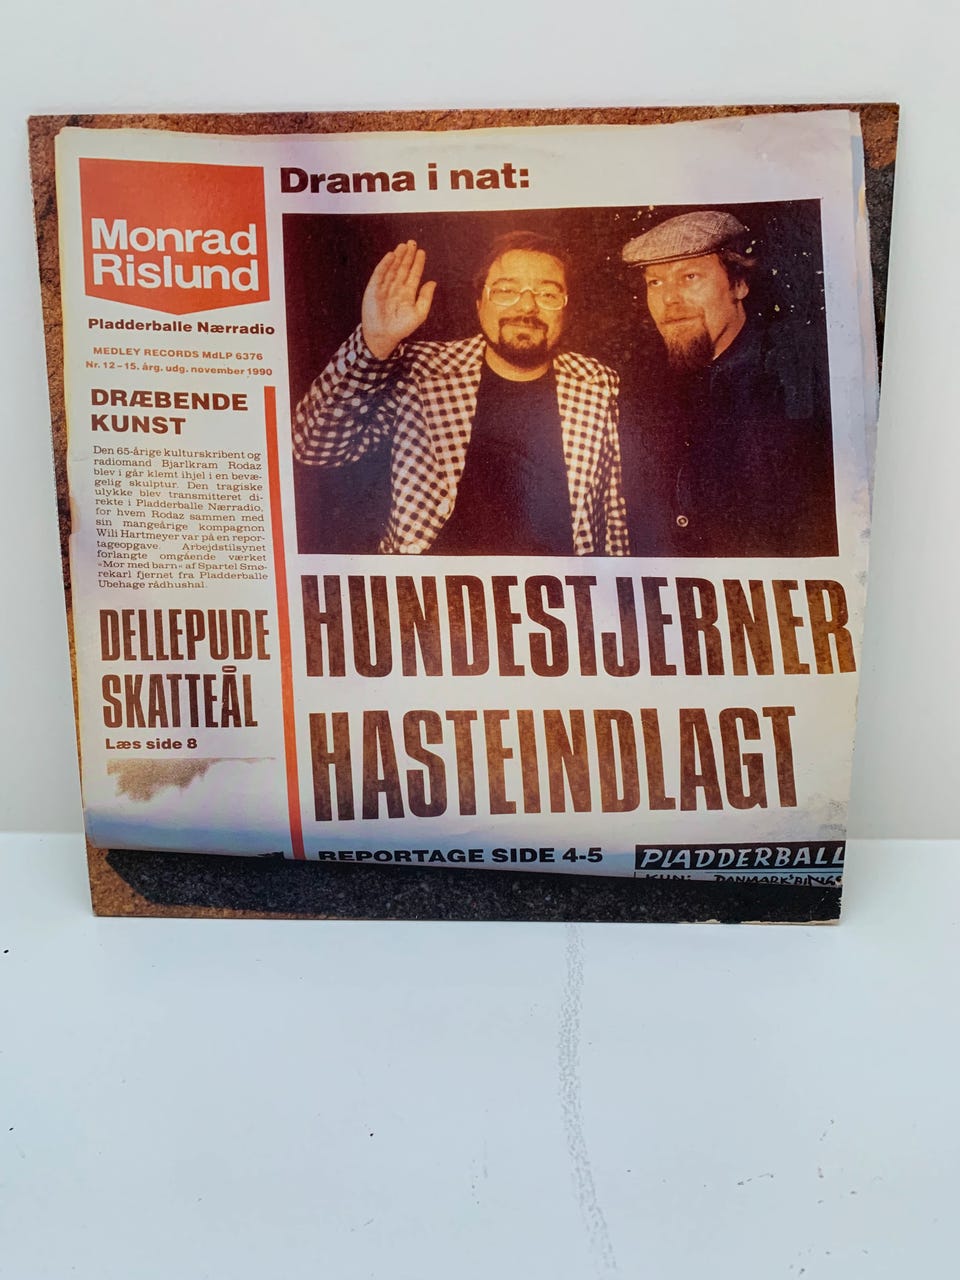 Drama i nat:
Monrad
Rislund
Pladderballe Nærradio
MEDLEY RECORDS MdLP 6376
Nr. 12 – 15. årg. udg. november 1990
DRÆBENDE
KUNST
Den 65-årige kulturskribent og
radiomand Bjarlkram Rodaz
blev i går klemt ihjel i en bevæ-
gelig skulptur. Den tragiske
ulykke blev transmitteret di-
rekte i Pladderballe Nærradio,
for hvem Rodaz sammen med
sin mangeårige kompagnon
Wili Hartmeyer var på en repor-
tageopgave. Arbejdstilsynet
forlangte omgående værket
»Mor med barn« af Spartel Smø-
rekarl fjernet fra Pladderballe
Ubehage rådhushal.
DELLEPUDE
SKATTEÅL
Læs side 8
HUNDESTJERNER
HASTEINDLAGT
REPORTAGE SIDE 4-5
PLADDERBALL
KUN: DANMARK'S